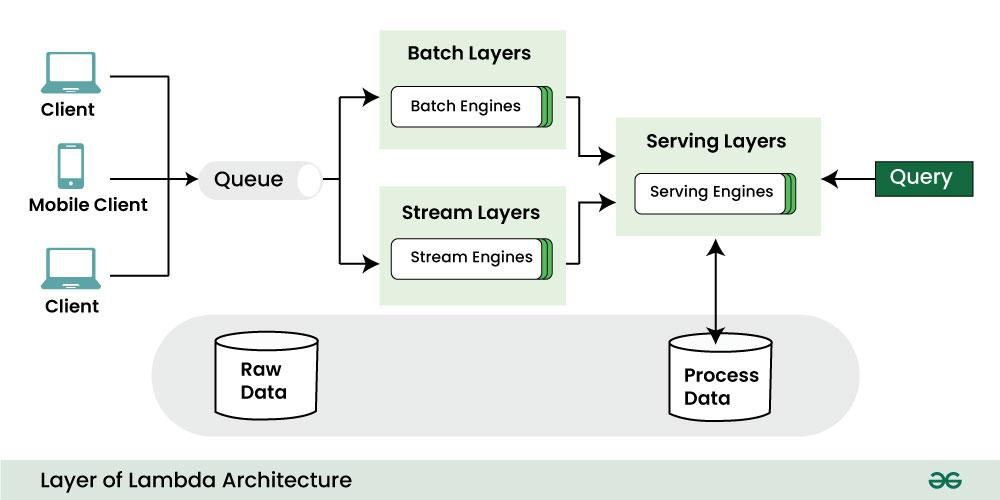 Client
Mobile Client
Client
Queue
Batch Layers
Batch Engines
Stream Layers
Stream Engines
Serving Layers
Serving Engines
Query
Raw
Data
Process
Data
Layer of Lambda Architecture